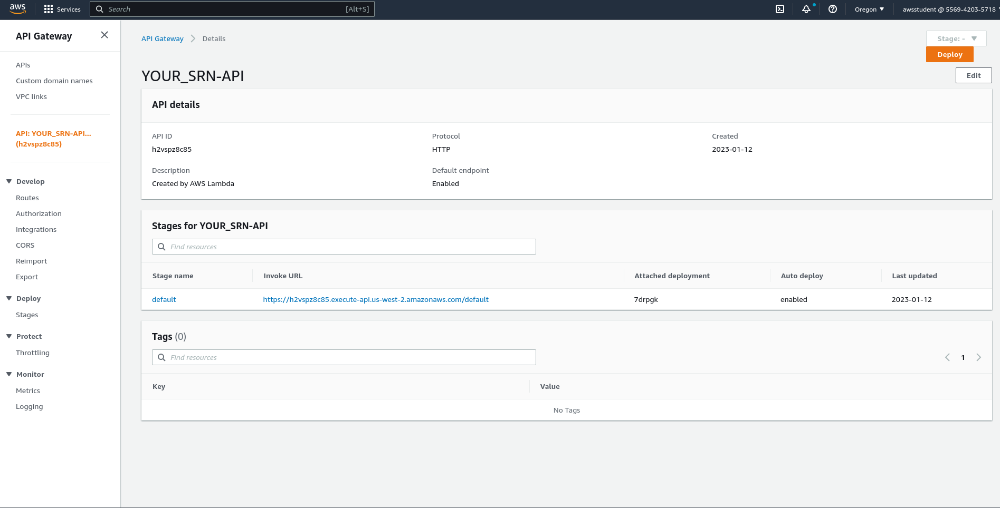 aws
Services
Search
[Alt+S]
Oregon
awsstudent @ 5569-4203-5718
API Gateway
APIs
Custom domain names
VPC links
API: YOUR_SRN-API...
(h2vspz8c85)
Develop
Routes
Authorization
Integrations
CORS
Reimport
Export
Deploy
Stages
Protect
Throttling
Monitor
Metrics
Logging
API Gateway
Details
Stage: -
Deploy
YOUR_SRN-API
Edit
API details
API ID
h2vspz8c85
Protocol
HTTP
Created
2023-01-12
Description
Created by AWS Lambda
Default endpoint
Enabled
Stages for YOUR_SRN-API
Find resources
Stage name Invoke URL Attached deployment Auto deploy Last updated
default https://h2vspz8c85.execute-api.us-west-2.amazonaws.com/default 7drpgk enabled 2023-01-12
Tags (0)
Find resources
1
Key Value
No Tags